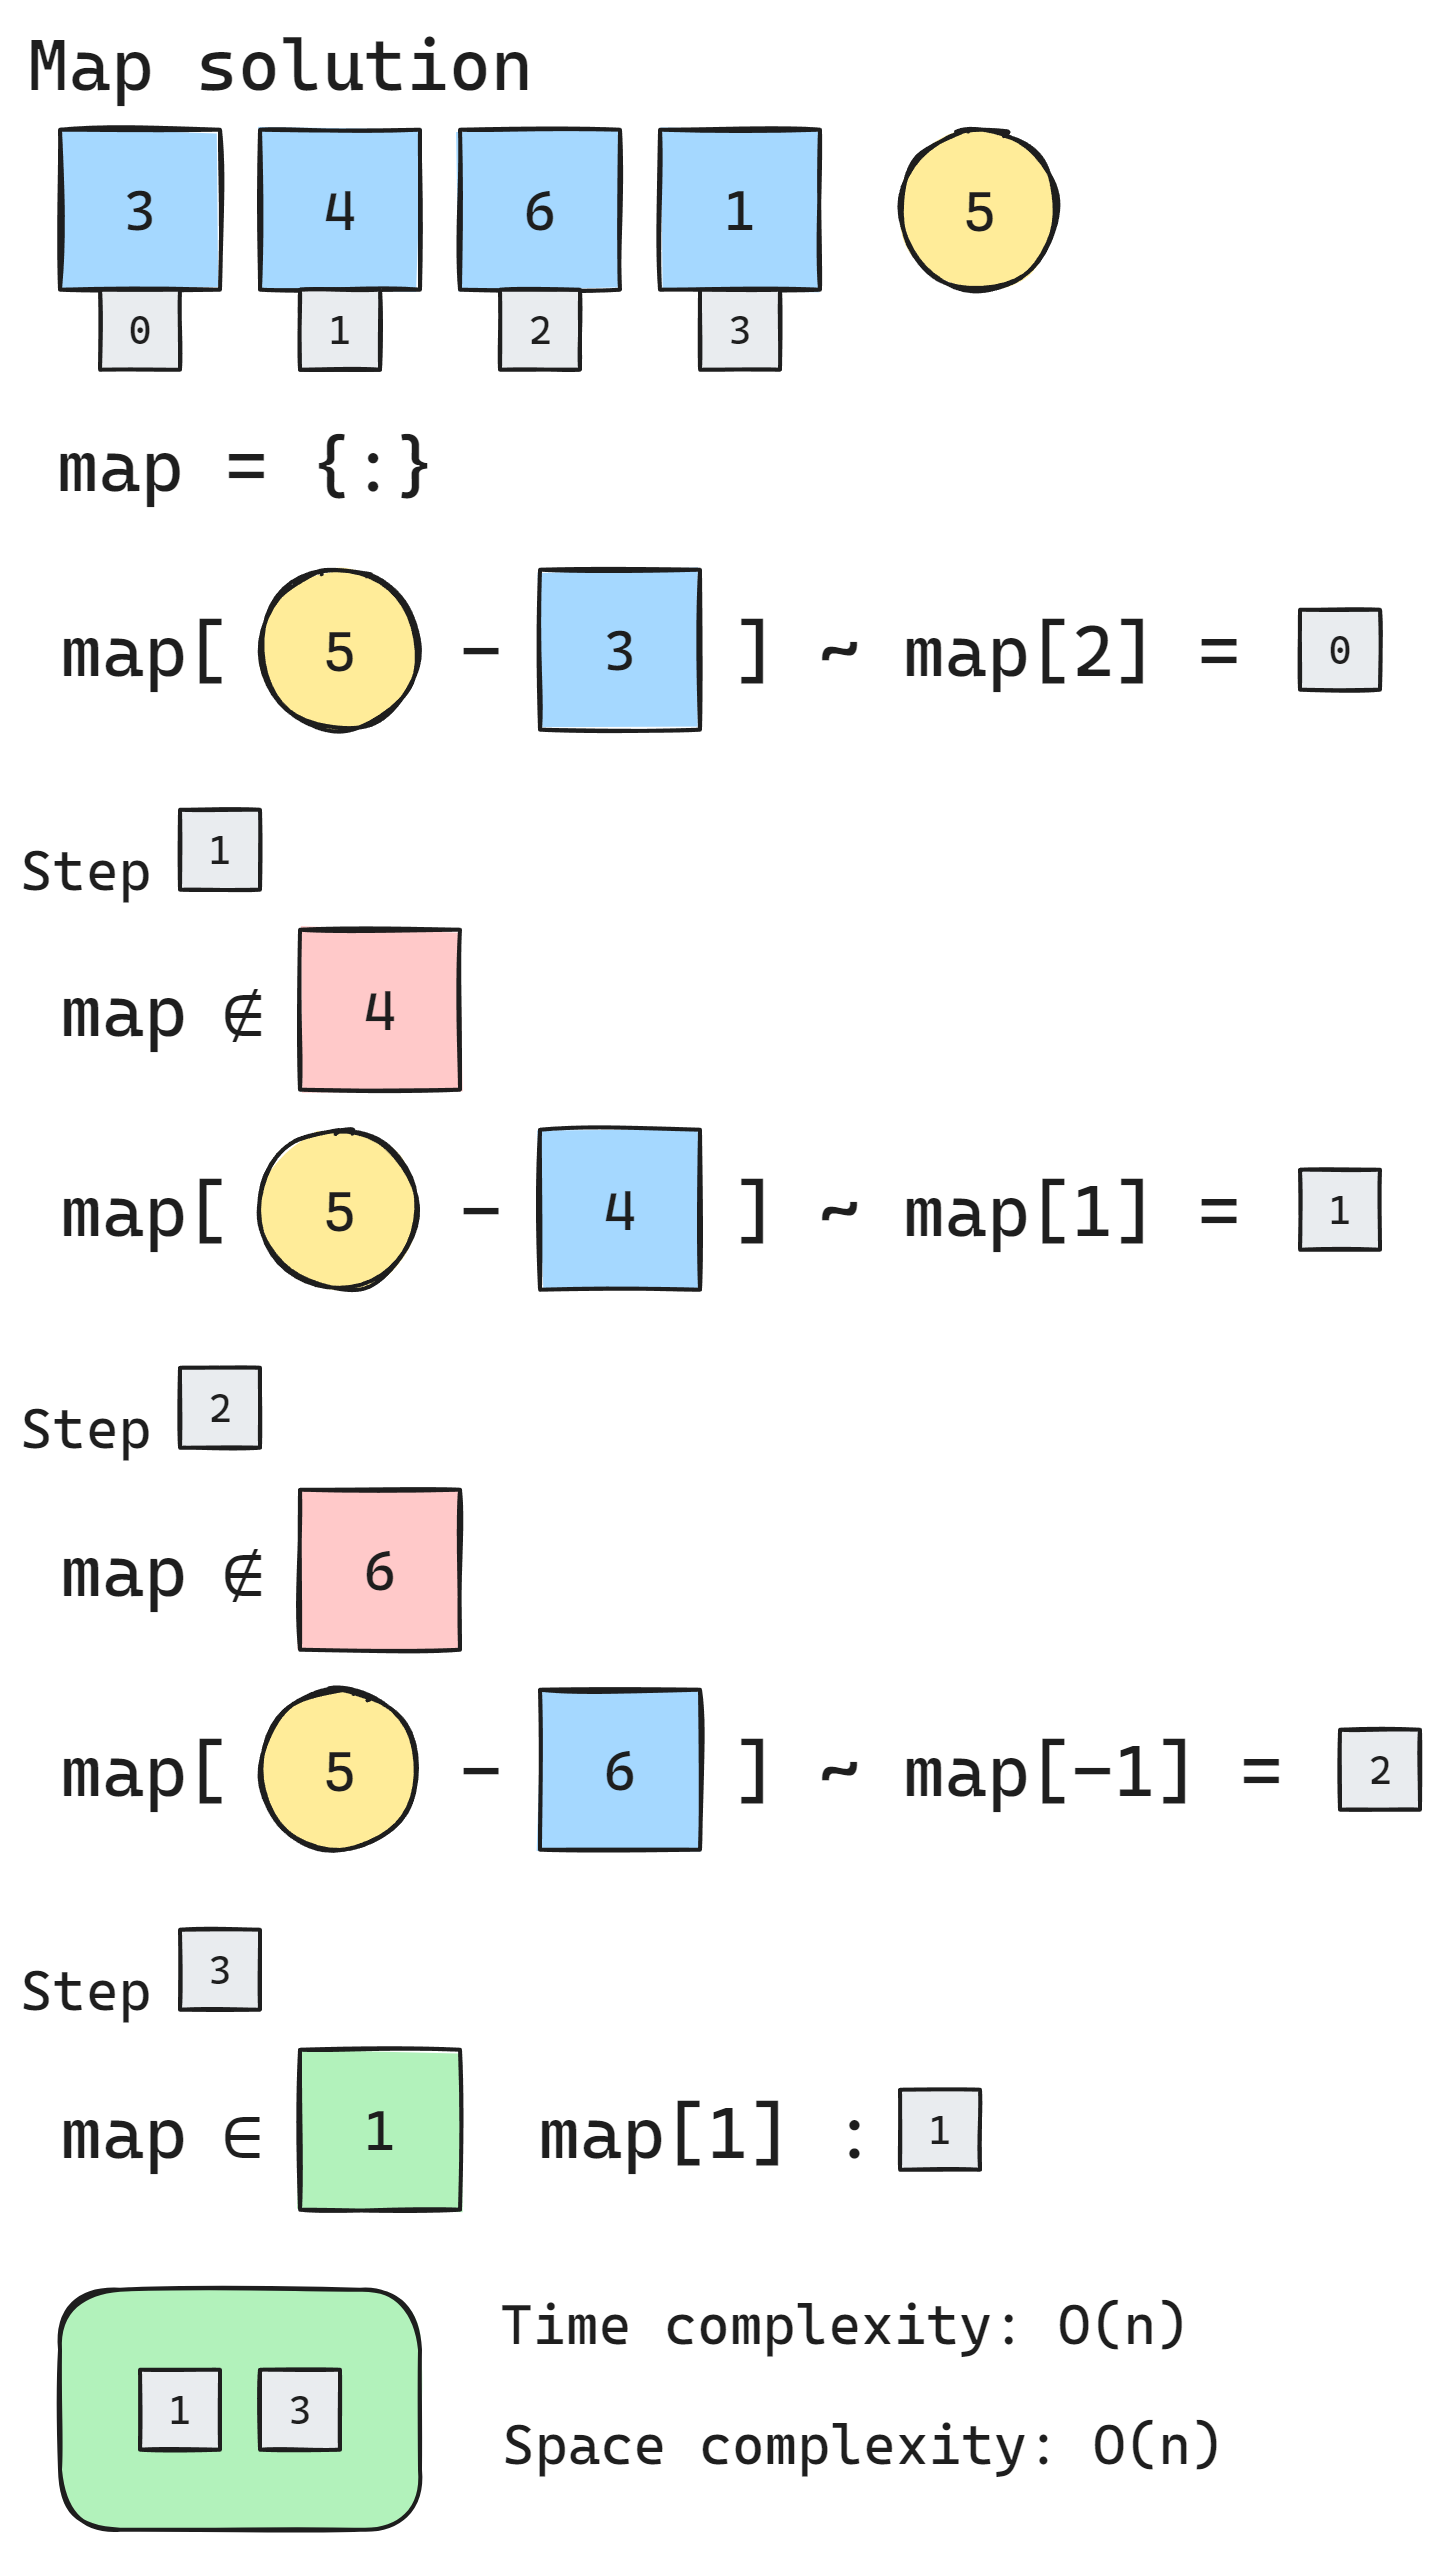 Map solution
3 4 6 1 5
0 1 2 3
map = {:}
map[ 5 - 3 ] ~ map[2] = 0
Step 1
map ∉ 4
map[ 5 - 4 ] ~ map[1] = 1
Step 2
map ∉ 6
map[ 5 - 6 ] ~ map[-1] = 2
Step 3
map ∈ 1 map[1] : 1
1 3
Time complexity: O(n)
Space complexity: O(n)